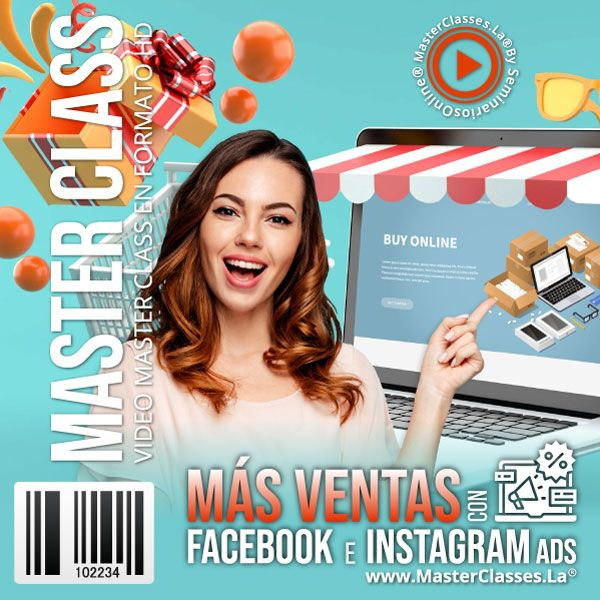 MASTER CLASS
VIDEO MASTER CLASS EN FORMATO HD
MasterClasses.La®By SeminariosOnline®
BUY ONLINE
MÁS VENTAS CON
FACEBOOK E INSTAGRAM ADS
www.MasterClasses.La®
102234